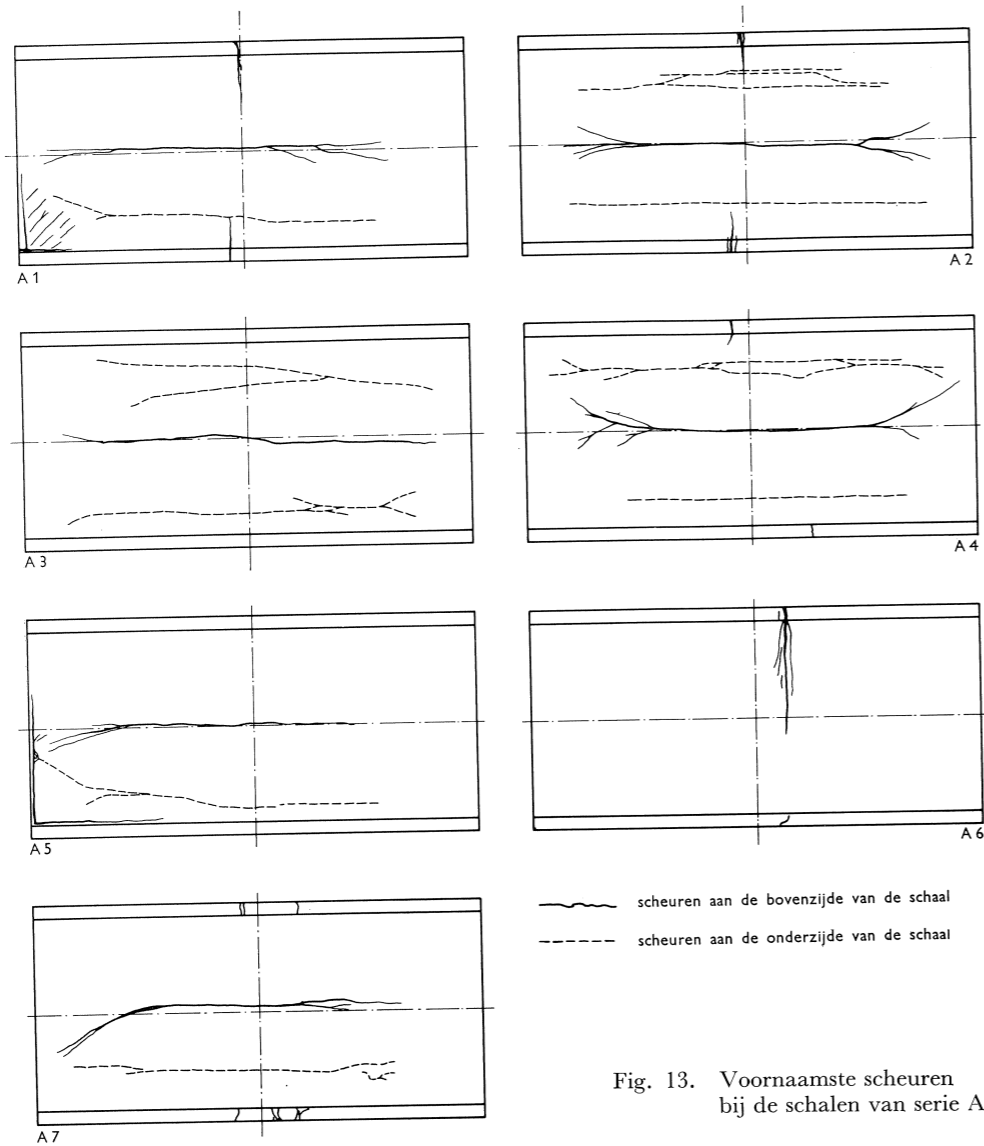 A 1
A 2
A 3
A 4
A 5
A 6
A 7
scheuren aan de bovenzijde van de schaal
scheuren aan de onderzijde van de schaal
Fig. 13. Voornaamste scheuren
bij de schalen van serie A